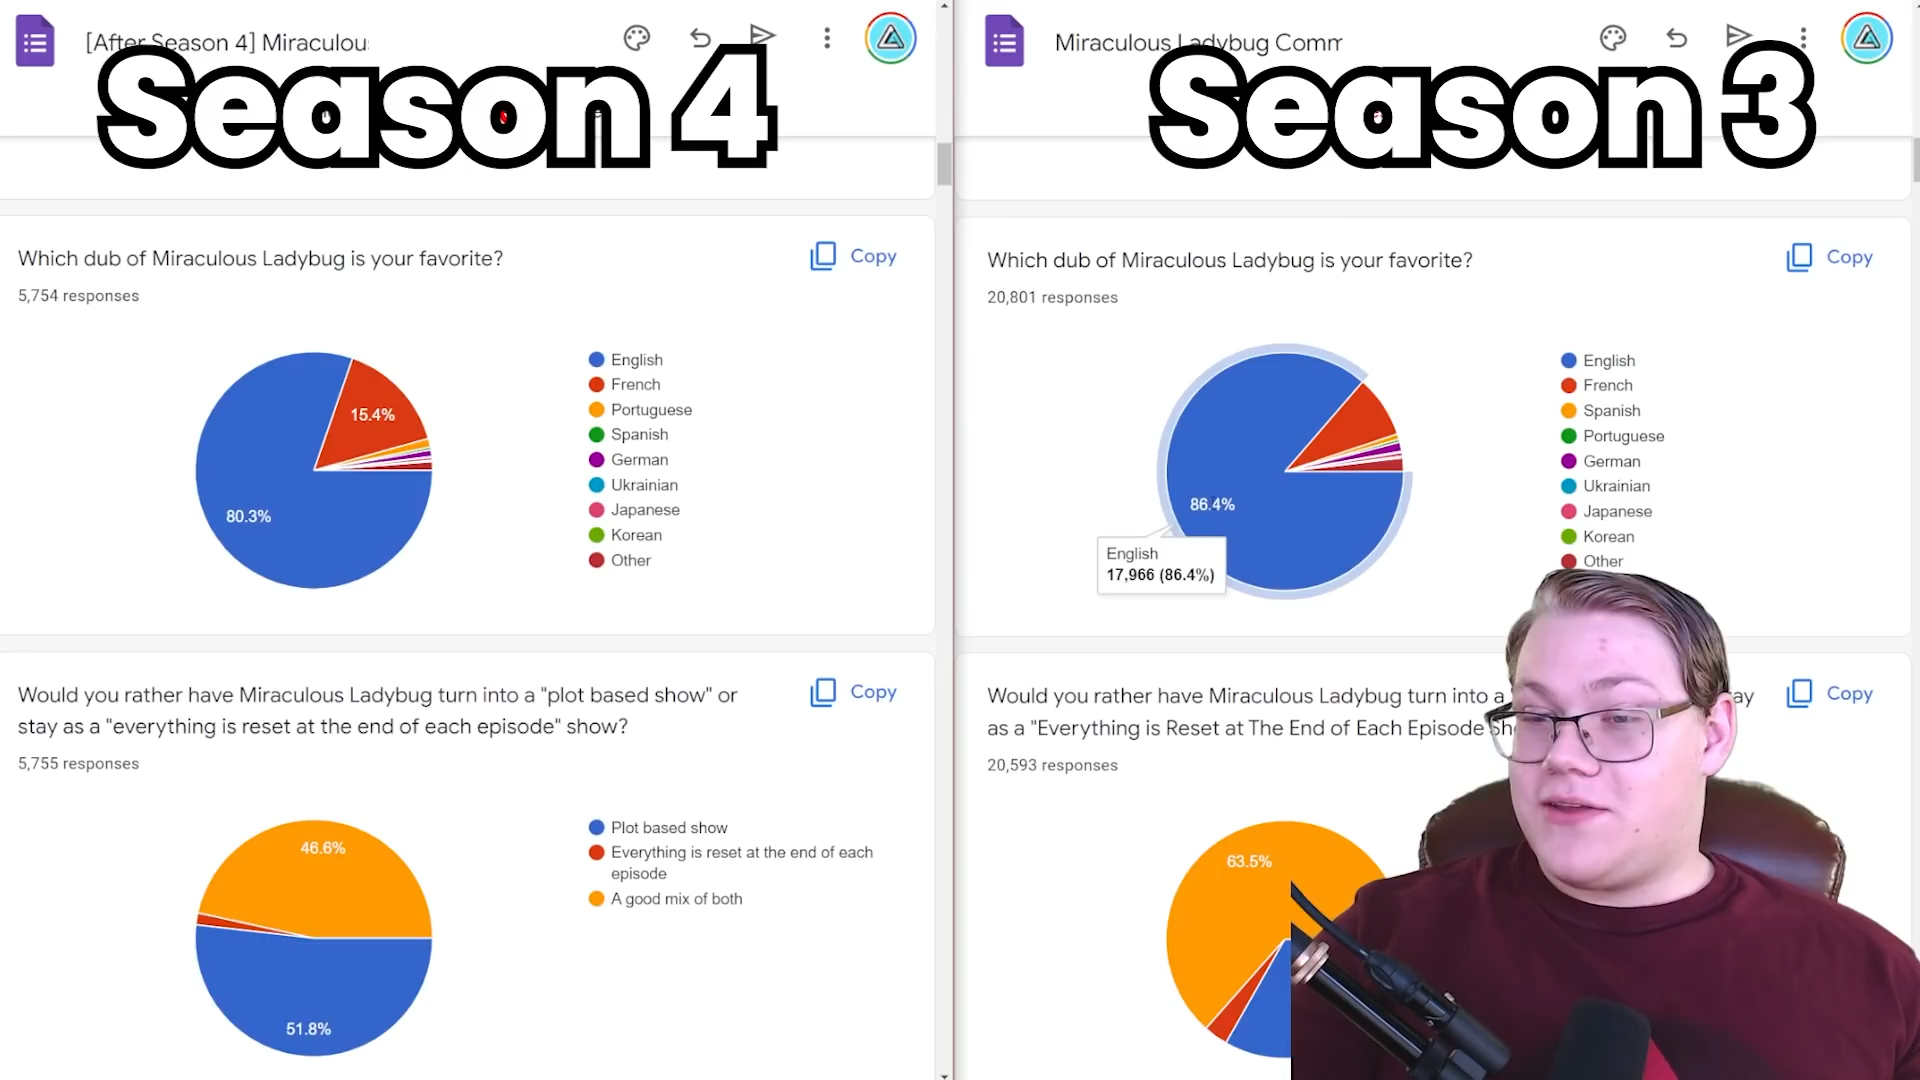 [After Season 4] Miraculou
Season 4
Which dub of Miraculous Ladybug is your favorite?
Copy
5,754 responses
15.4%
80.3%
English
French
Portuguese
Spanish
German
Ukrainian
Japanese
Korean
Other
Would you rather have Miraculous Ladybug turn into a "plot based show" or
stay as a "everything is reset at the end of each episode" show?
Copy
5,755 responses
46.6%
51.8%
Plot based show
Everything is reset at the end of each
episode
A good mix of both
Miraculous Ladybug Comm
Season 3
Which dub of Miraculous Ladybug is your favorite?
Copy
20,801 responses
86.4%
English
17,966 (86.4%)
English
French
Spanish
Portuguese
German
Ukrainian
Japanese
Korean
Other
Would you rather have Miraculous Ladybug turn into a
as a "Everything is Reset at The End of Each Episode
Copy
20,593 responses
63.5%